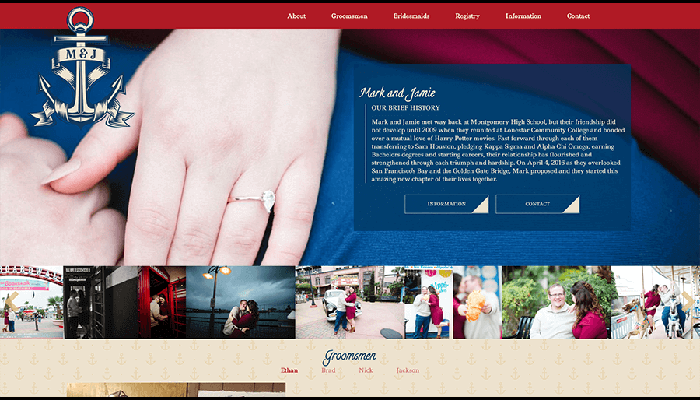 About Groomsmen Bridesmaids Registry Information Contact
M & J
Mark and Jamie
OUR BRIEF HISTORY
Mark and Jamie met way back at Montgomery High School, but their friendship did
not develop until 2009 when they reunited at Lonestar Community College and bonded
over a mutual love of Harry Potter movies. Fast forward through each of them
transferring to Sam Houston, pledging Kappa Sigma and Alpha Chi Omega, earning
Bachelors degrees and starting careers, their relationship has flourished and
strengthened through each triumph and hardship. On April 4, 2016 as they overlooked
San Francisco's Bay and the Golden Gate Bridge, Mark proposed and they started this
amazing new chapter of their lives together.
INFORMATION CONTACT
Groomsmen
Ethan Brad Nick Jackson